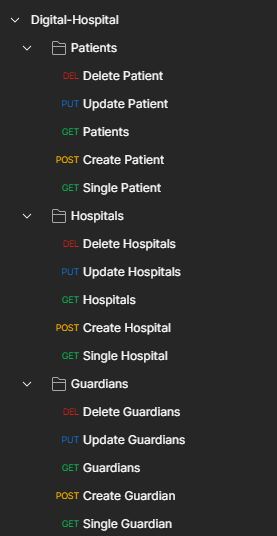 Digital-Hospital
Patients
DEL Delete Patient
PUT Update Patient
GET Patients
POST Create Patient
GET Single Patient
Hospitals
DEL Delete Hospitals
PUT Update Hospitals
GET Hospitals
POST Create Hospital
GET Single Hospital
Guardians
DEL Delete Guardians
PUT Update Guardians
GET Guardians
POST Create Guardian
GET Single Guardian